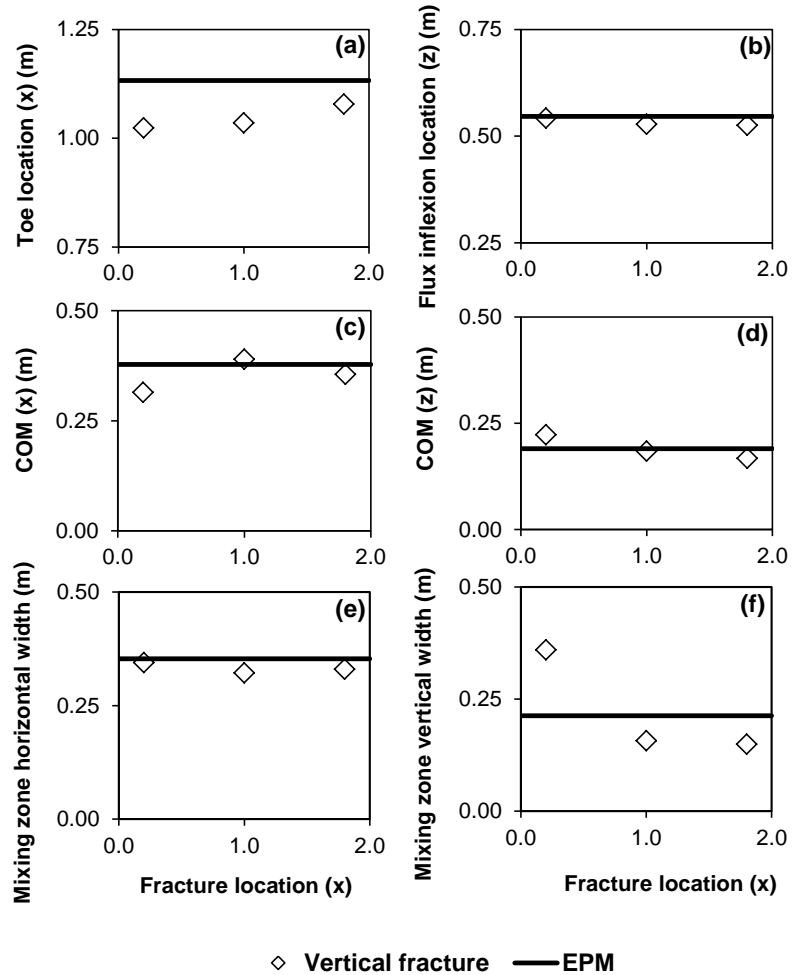 Toe location (x) (m)
1.25
1.00
0.75
(a)
0.0
1.0
2.0
Flux inflexion location (z) (m)
0.75
0.50
0.25
(b)
0.0
1.0
2.0
COM (x) (m)
0.50
0.25
0.00
(c)
0.0
1.0
2.0
COM (z) (m)
0.50
0.25
0.00
(d)
0.0
1.0
2.0
Mixing zone horizontal width (m)
0.50
0.25
0.00
(e)
0.0
1.0
2.0
Fracture location (x)
Mixing zone vertical width (m)
0.50
0.25
0.00
(f)
0.0
1.0
2.0
Fracture location (x)
Vertical fracture
EPM